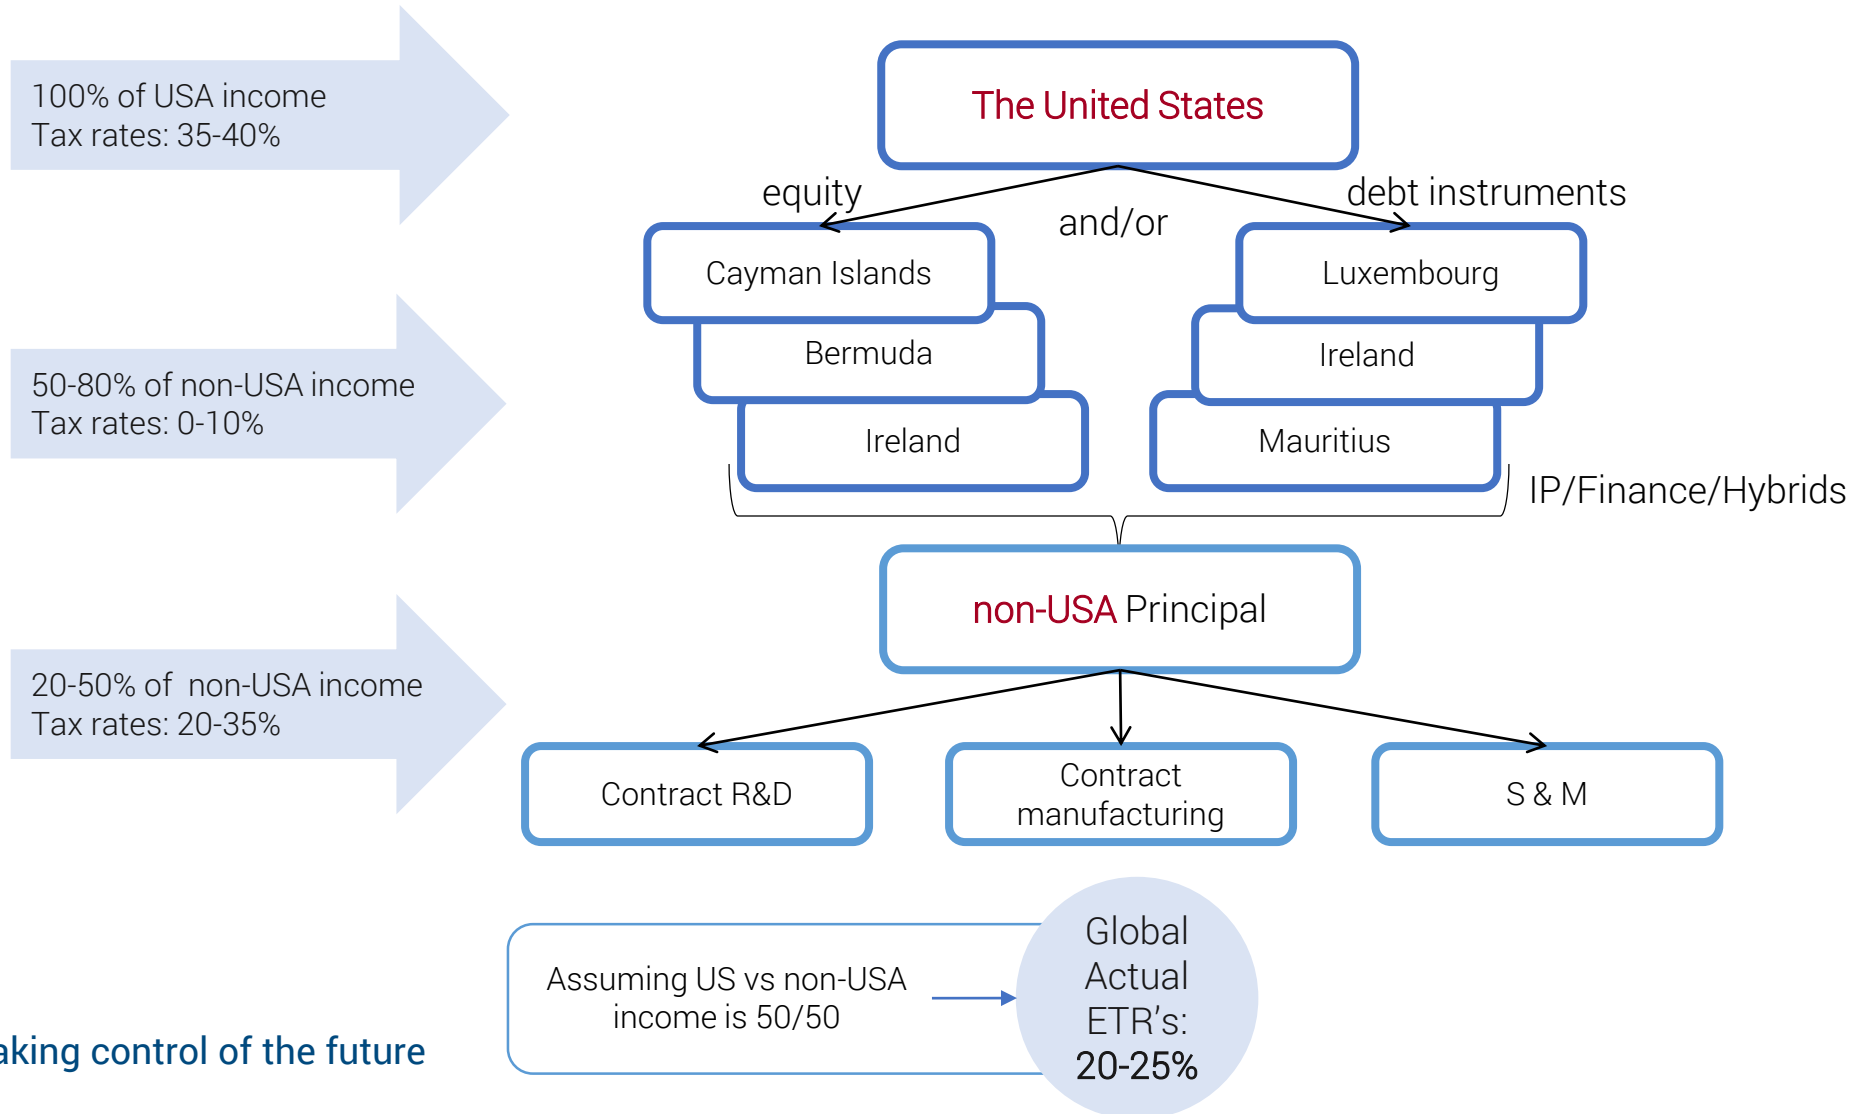 100% of USA income
Tax rates: 35-40%
The United States
equity
debt instruments
and/or
Cayman Islands
Luxembourg
Bermuda
Ireland
50-80% of non-USA income
Tax rates: 0-10%
Ireland
Mauritius
IP/Finance/Hybrids
non-USA Principal
20-50% of non-USA income
Tax rates: 20-35%
Contract R&D
Contract
manufacturing
S & M
Assuming US vs non-USA
income is 50/50
Global
Actual
ETR's:
20-25%
aking control of the future